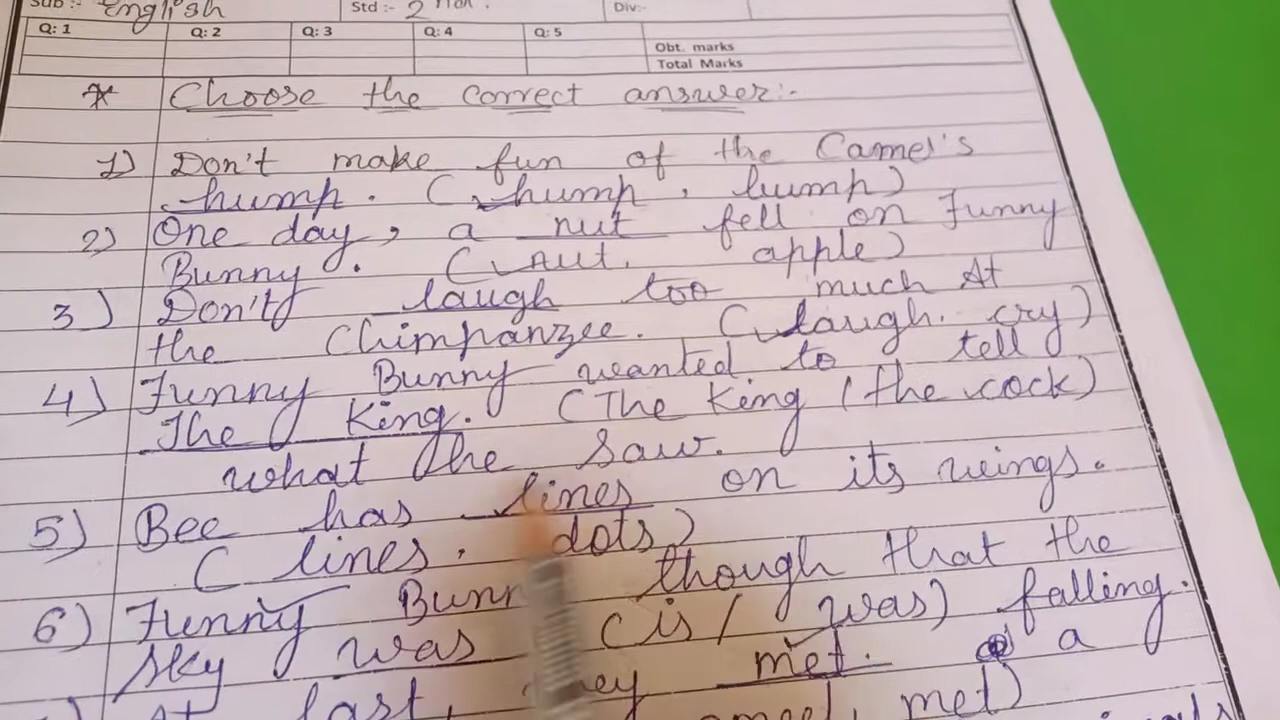 Sub :- English Std :- 2 Div:-
Q: 1 Q: 2 Q: 3 Q: 4 Q: 5
Obt. marks
Total Marks
* Choose the correct answer:-
1) Don't make fun of the Camel's
hump. ( hump, lump)
2) One day, a nut fell on Funny
Bunny. ( nut, apple)
3) Don't laugh too much At
the Chimpanzee. ( laugh, cry)
4) Funny Bunny wanted to tell
The King. (The King / the cock)
what the saw.
5) Bee has lines on its wings.
( lines, dots)
6) Funny though that the
sky was (is / was) falling.
At last, met. a
met)